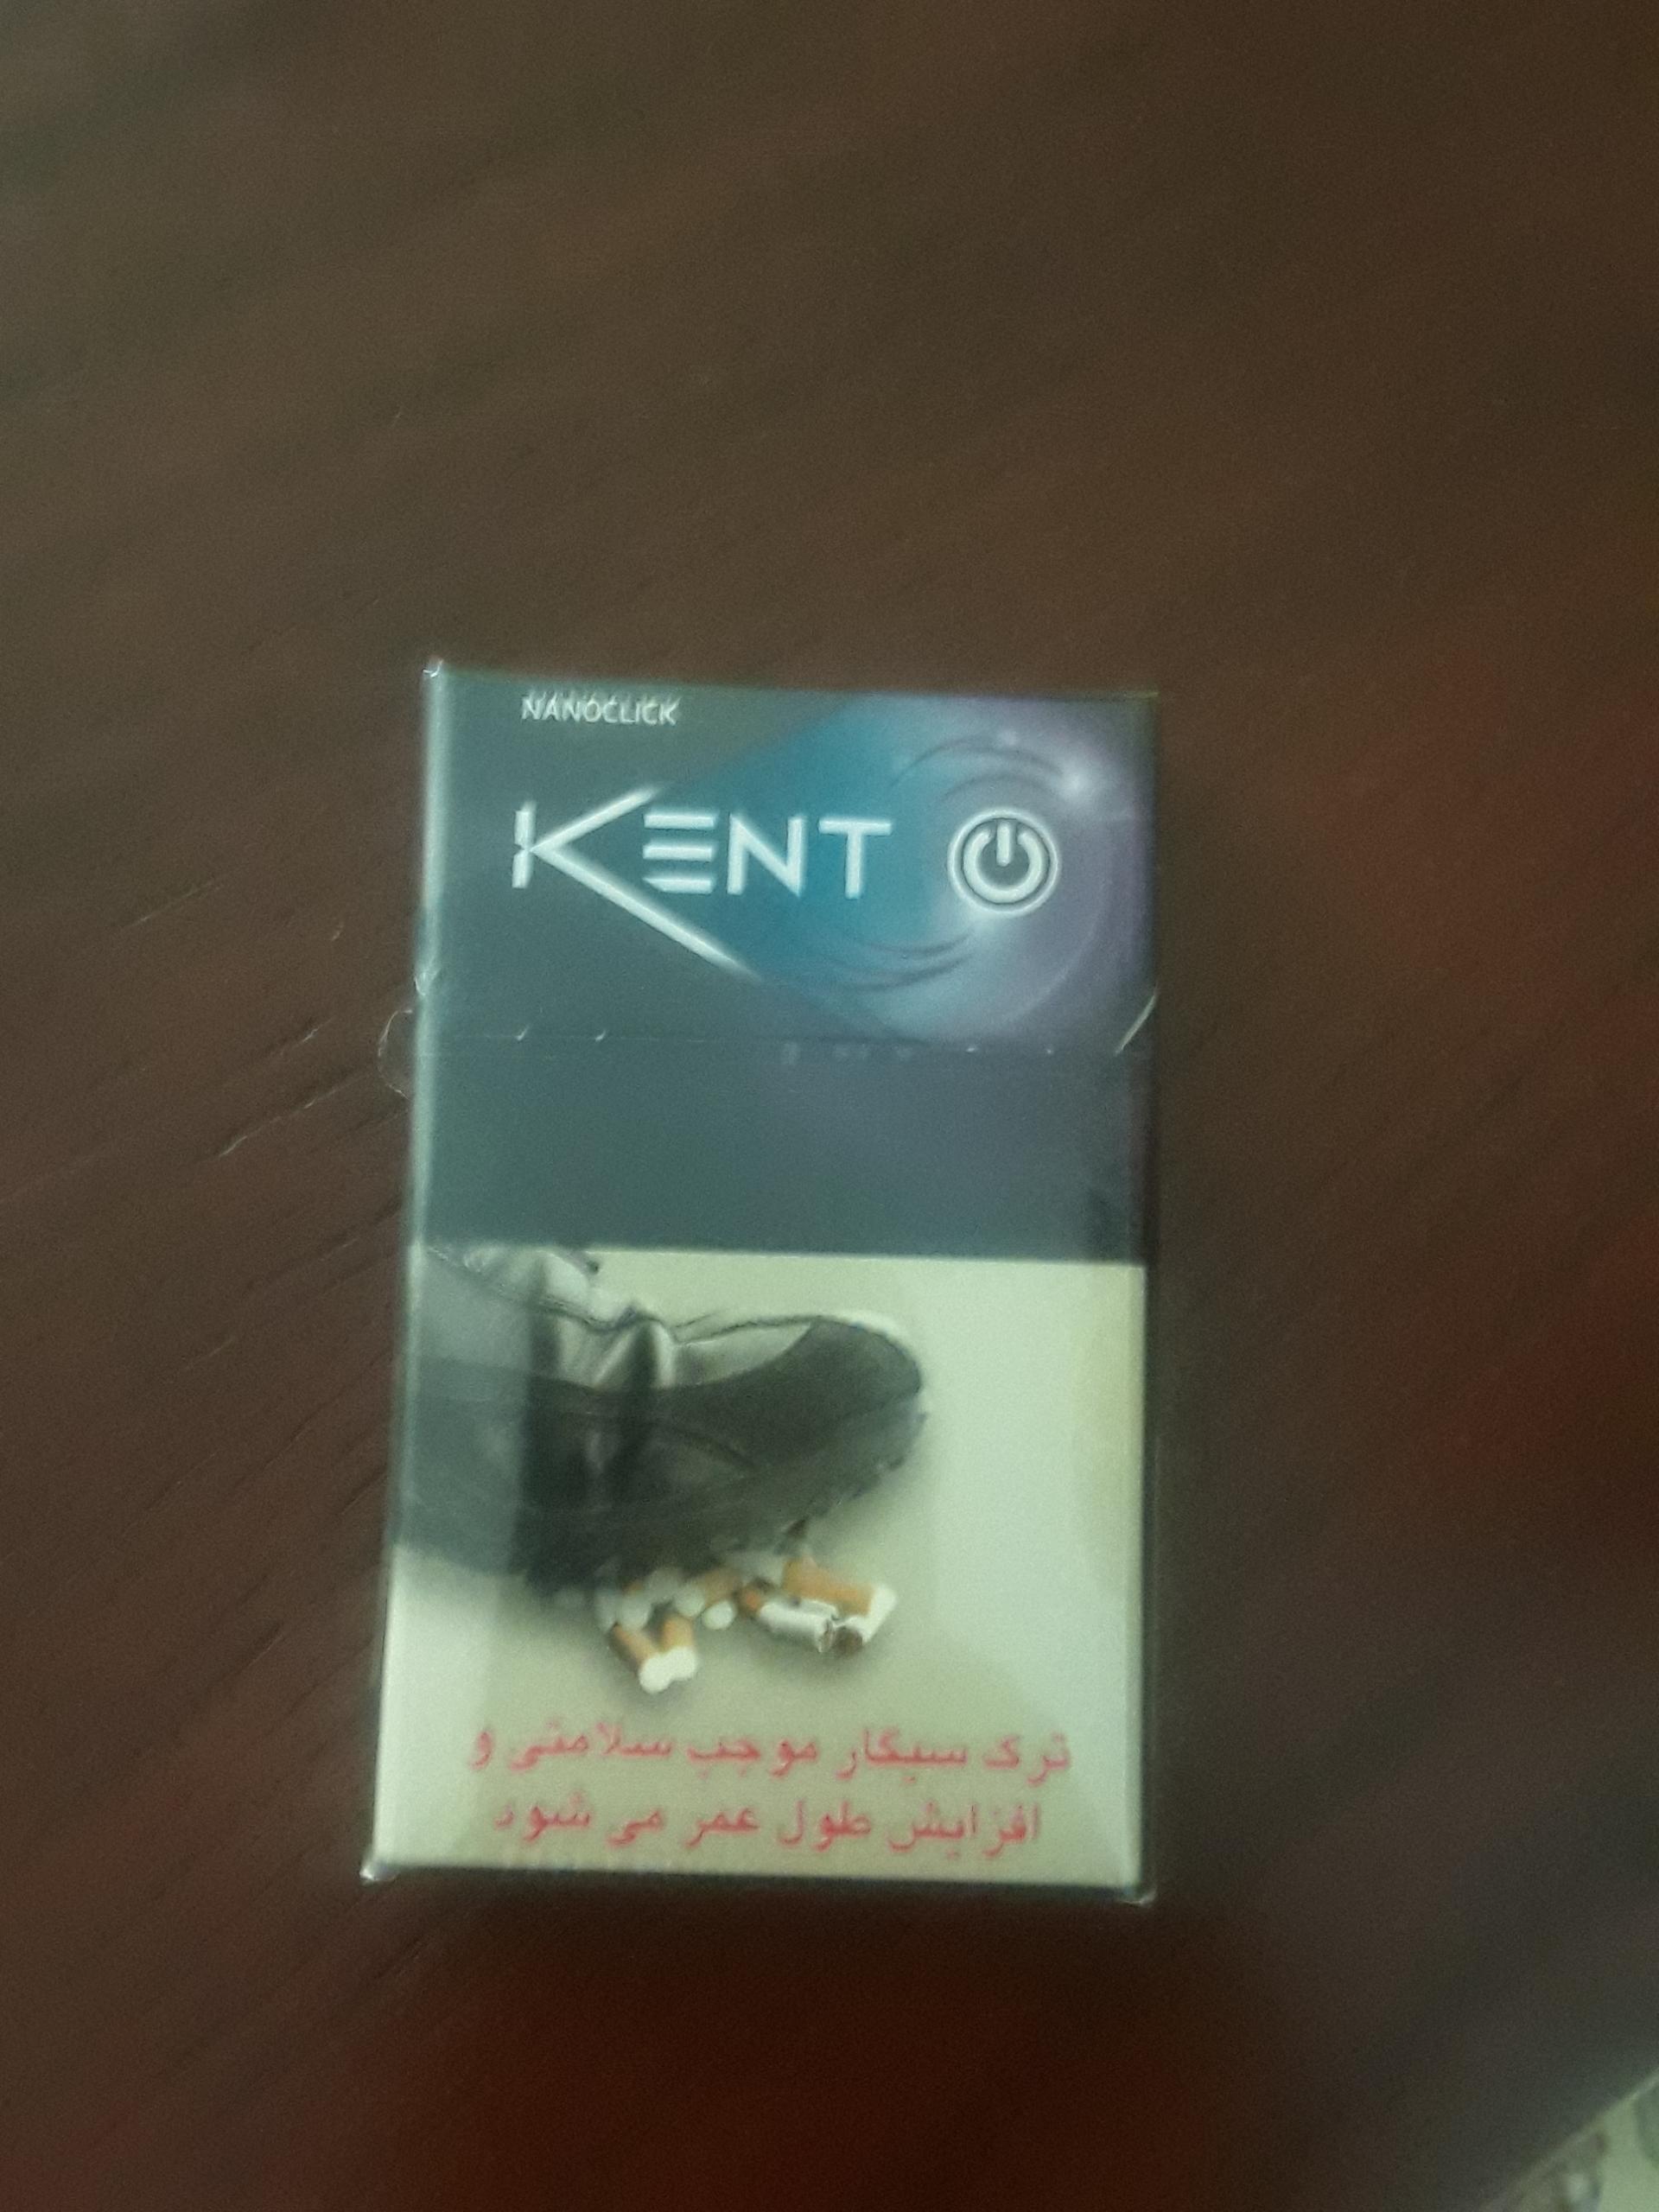 NANOCLICK
KENT
ترک سیگار موجب سلامتی و
افزایش طول عمر می شود